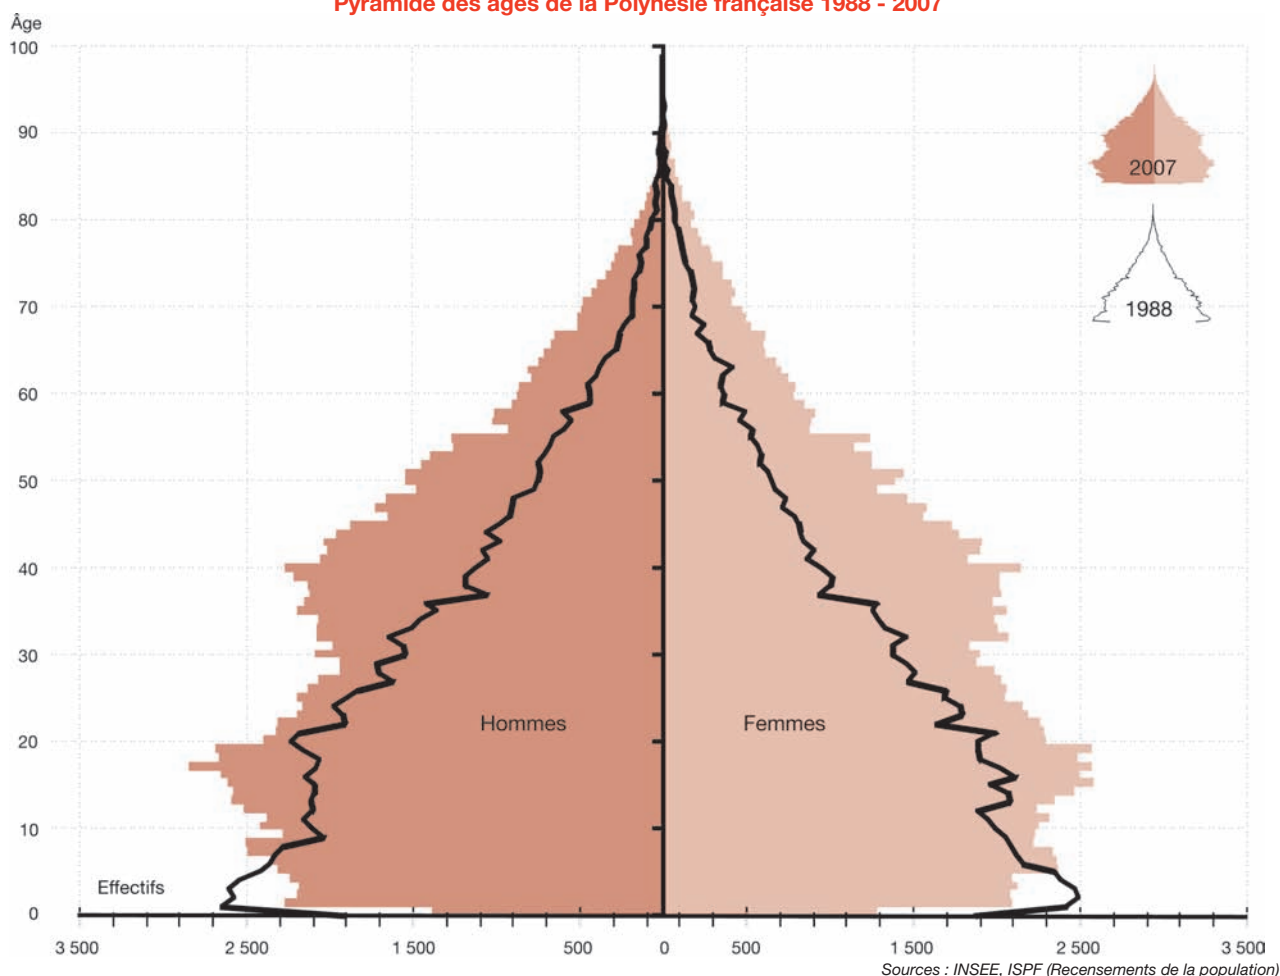 Pyramide des âges de la Polynésie française 1988 - 2007
Âge
100
90
80
70
60
50
40
30
20
10
0
2007
1988
Hommes
Femmes
Effectifs
3 500 2 500 1 500 500 0 500 1 500 2 500 3 500
Sources : INSEE, ISPF (Recensements de la population)